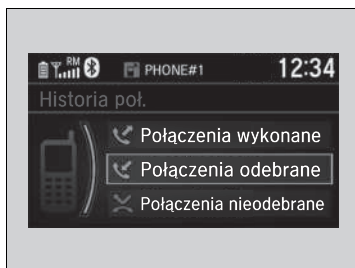 RM PHONE#1 12:34
Historia poł.
Połączenia wykonane
Połączenia odebrane
Połączenia nieodebrane